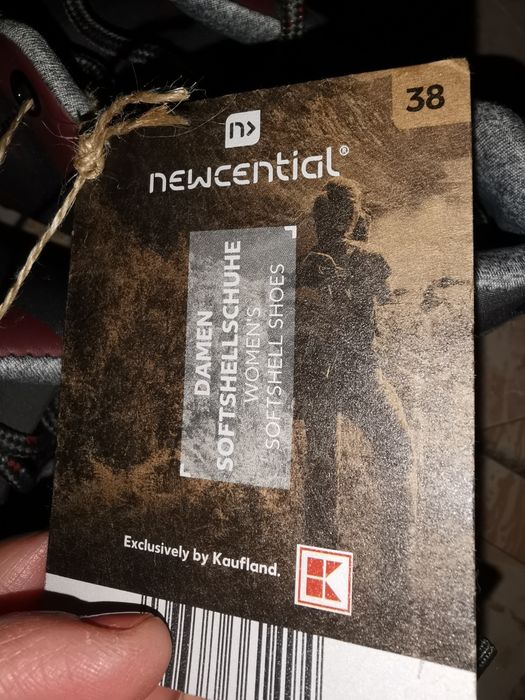 38
n>
newcential®
DAMEN
SOFTSHELLSCHUHE
WOMEN'S
SOFTSHELL SHOES
Exclusively by Kaufland.
K